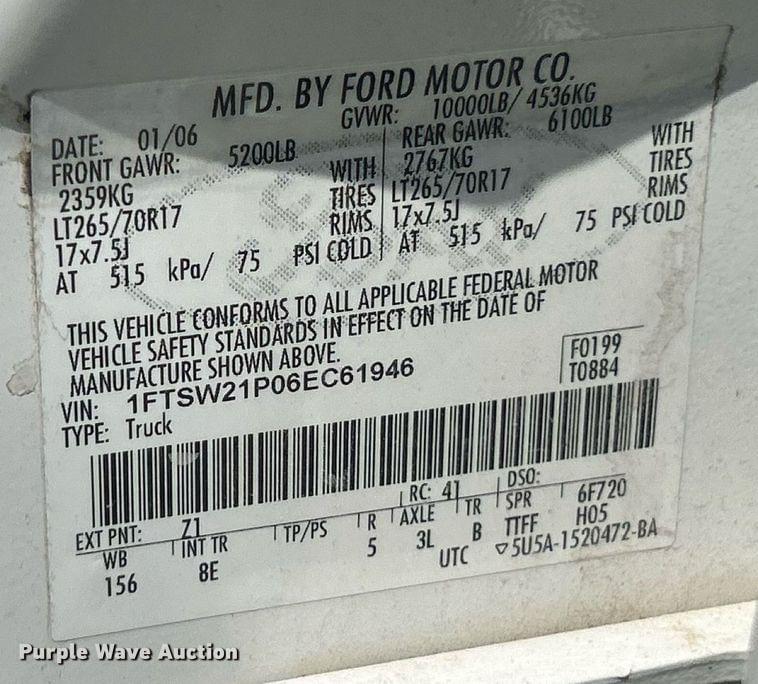 MFD. BY FORD MOTOR CO.
DATE: 01/06 GVWR: 10000LB/ 4536KG
FRONT GAWR: 5200LB REAR GAWR: 6100LB
2359KG WITH 2767KG WITH
LT265/70R17 TIRES LT265/70R17 TIRES
17x7.5J RIMS 17x7.5J RIMS
AT 515 kPa/ 75 PSI COLD AT 515 kPa/ 75 PSI COLD
THIS VEHICLE CONFORMS TO ALL APPLICABLE FEDERAL MOTOR
VEHICLE SAFETY STANDARDS IN EFFECT ON THE DATE OF
MANUFACTURE SHOWN ABOVE.
VIN: 1FTSW21P06EC61946 F0199
TYPE: Truck T0884
EXT PNT: Z1 RC: 41 DSO:
WB INT TR TP/PS R AXLE TR SPR 6F720
156 8E 5 3L B TTFF H05
UTC ▽5U5A-1520472-BA
Purple Wave Auction